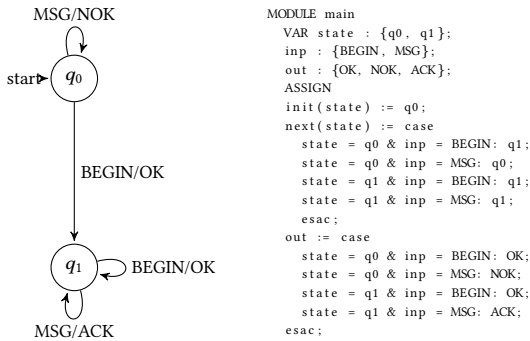 MSG/NOK
start
q0
BEGIN/OK
q1
BEGIN/OK
MSG/ACK
MODULE main
VAR state : {q0, q1};
inp : {BEGIN, MSG};
out : {OK, NOK, ACK};
ASSIGN
init(state) := q0;
next(state) := case
state = q0 & inp = BEGIN: q1;
state = q0 & inp = MSG: q0;
state = q1 & inp = BEGIN: q1;
state = q1 & inp = MSG: q1;
esac;
out := case
state = q0 & inp = BEGIN: OK;
state = q0 & inp = MSG: NOK;
state = q1 & inp = BEGIN: OK;
state = q1 & inp = MSG: ACK;
esac;